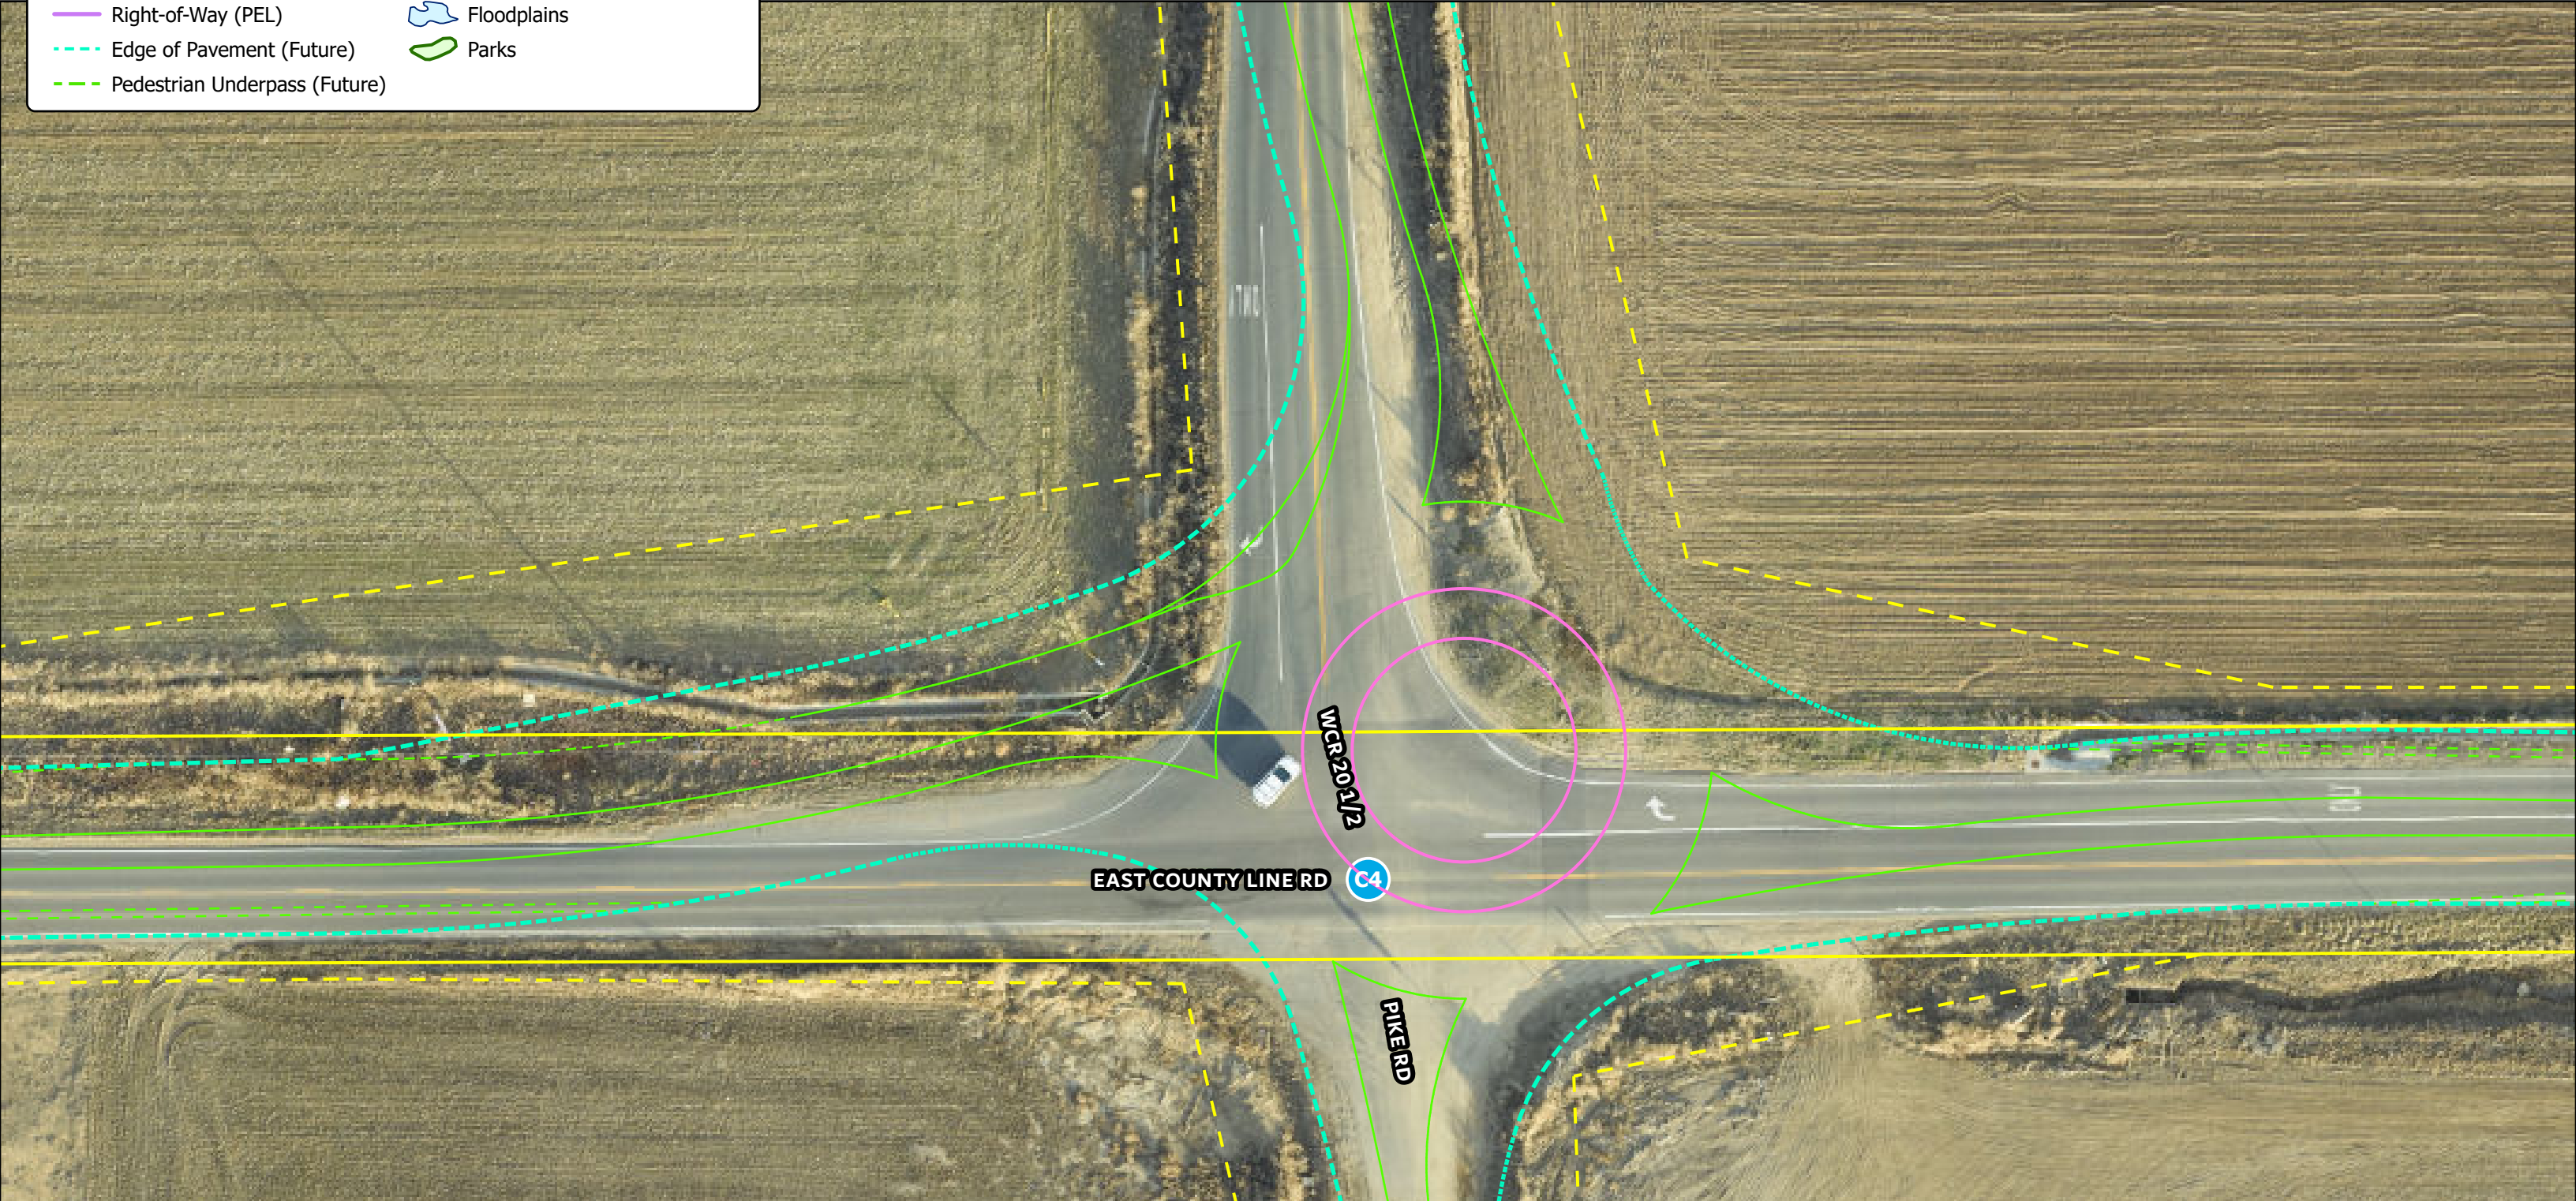 Right-of-Way (PEL)
Floodplains
Edge of Pavement (Future)
Parks
Pedestrian Underpass (Future)
WCR 20 1/2
EAST COUNTY LINE RD
C4
PIKE RD